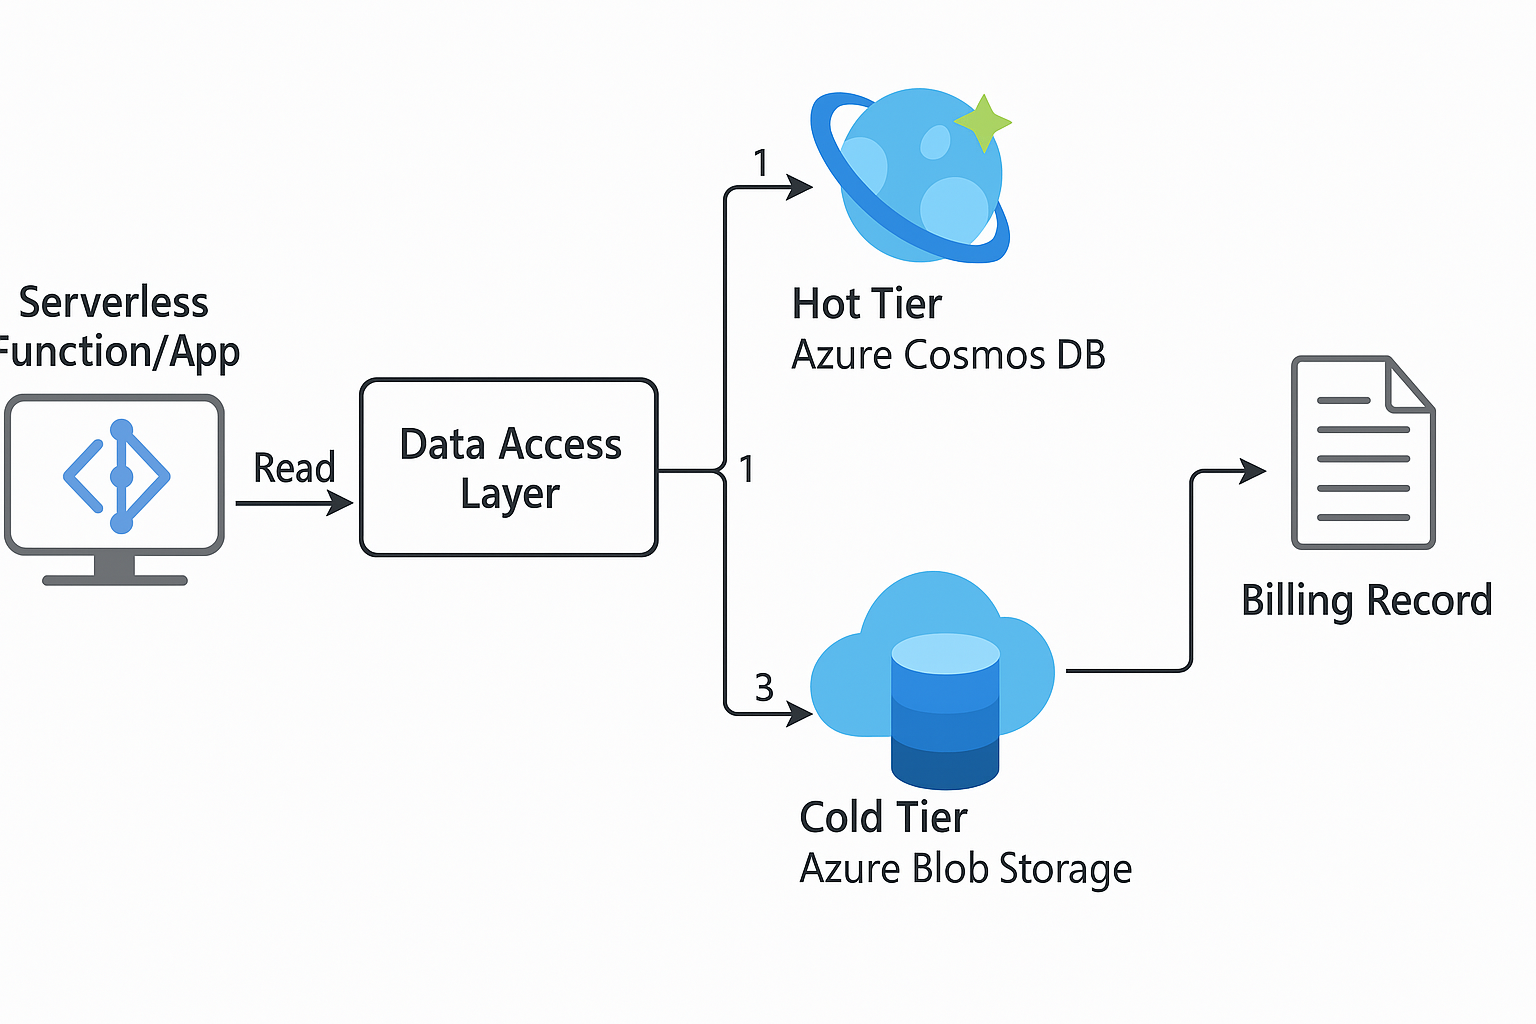 Serverless
Function/App
Read
Data Access
Layer
1
1
3
Hot Tier
Azure Cosmos DB
Cold Tier
Azure Blob Storage
Billing Record